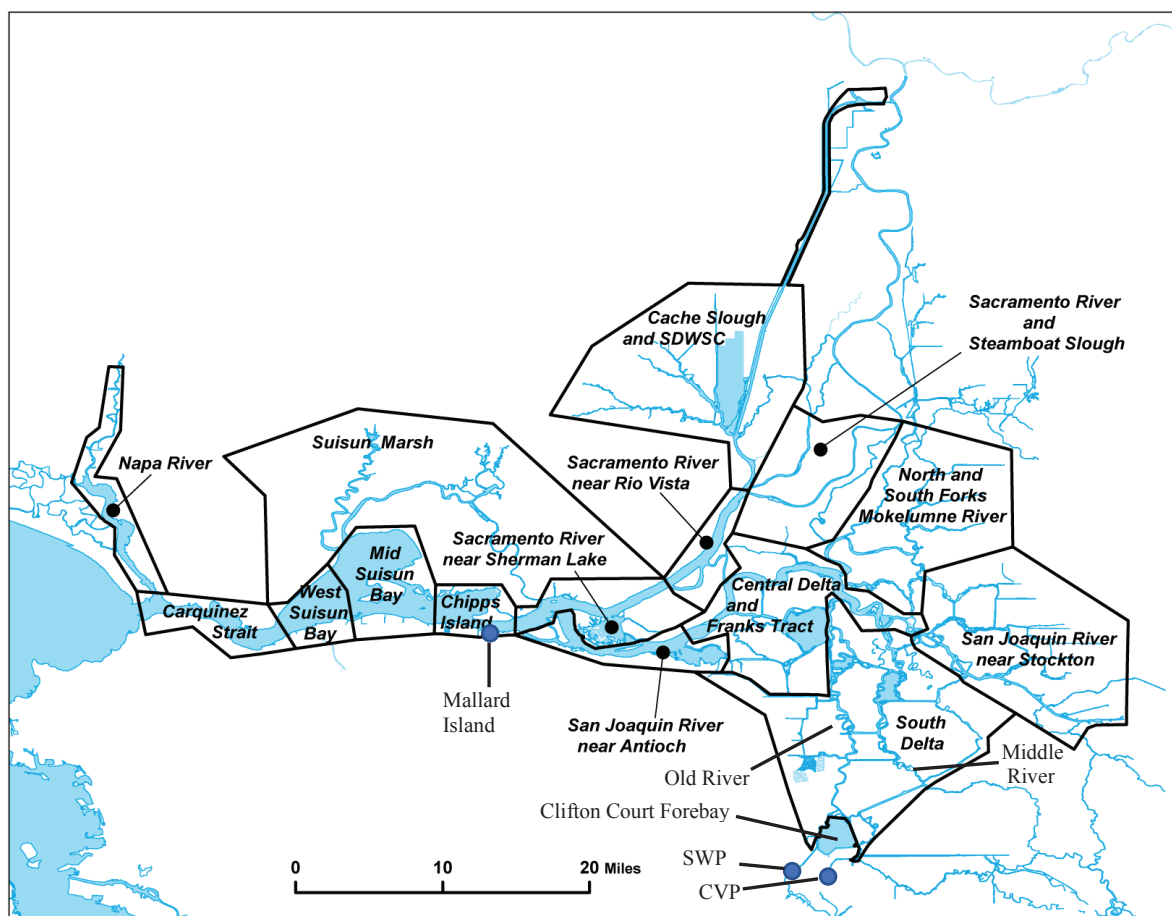 Sacramento River
and
Steamboat Slough
Cache Slough
and SDWSC
Suisun Marsh
Napa River
Sacramento River
near Rio Vista
North and
South Forks
Mokelumne River
Sacramento River
near Sherman Lake
Mid
Suisun
Bay
West
Suisun
Bay
Chipps
Island
Central Delta
and
Franks Tract
Carquinez
Strait
San Joaquin River
near Stockton
Mallard
Island
San Joaquin River
near Antioch
South
Delta
Old River
Middle
River
Clifton Court Forebay
SWP
CVP
0 10 20 Miles